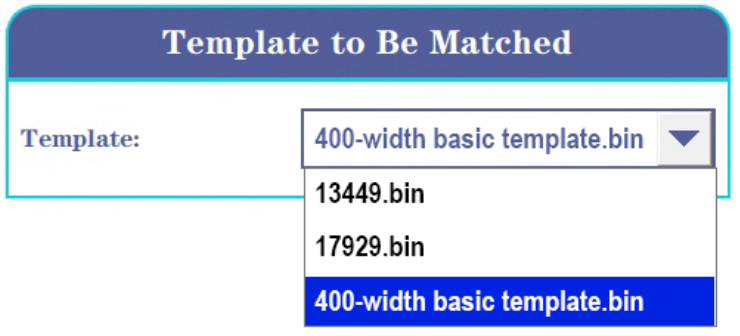 Template to Be Matched
Template: 400-width basic template.bin
13449.bin
17929.bin
400-width basic template.bin